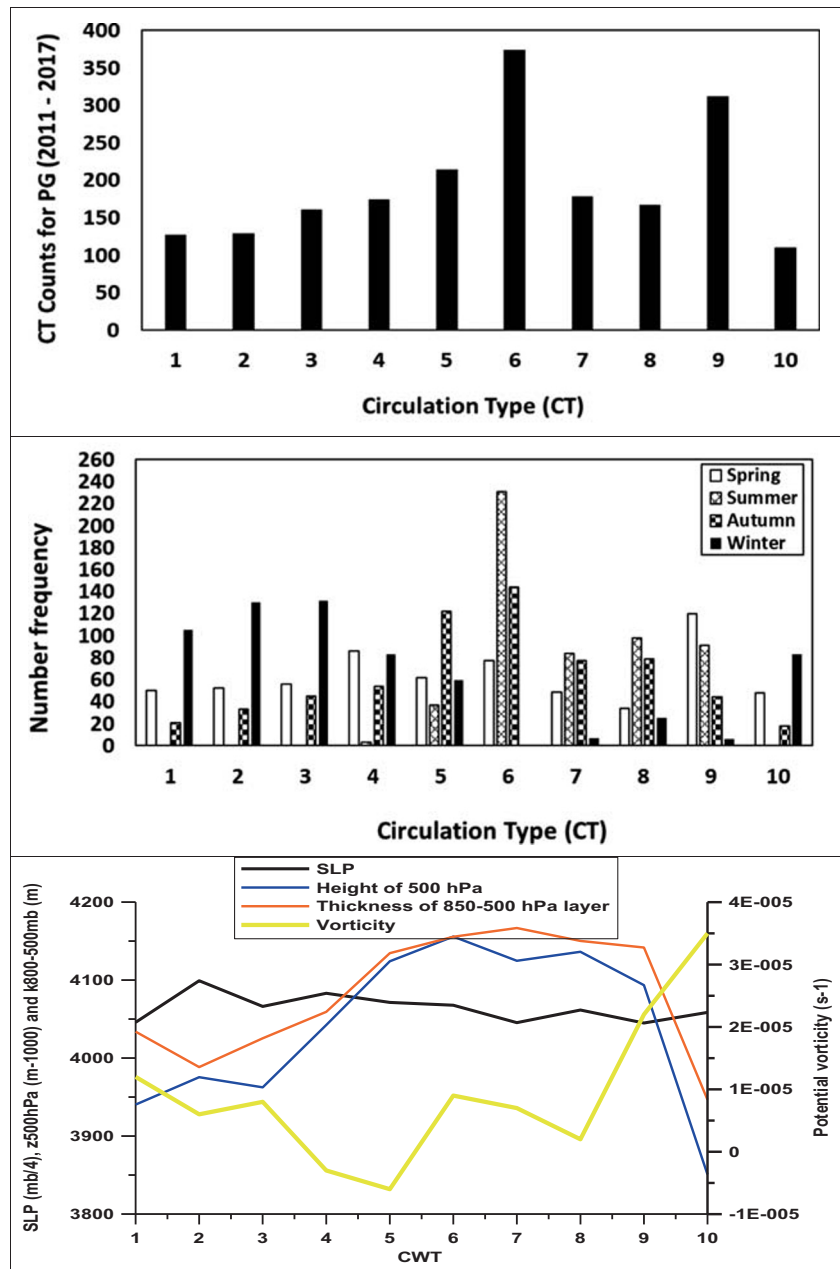 400
350
300
250
200
150
100
50
0
CT Counts for PG (2011 - 2017)
1 2 3 4 5 6 7 8 9 10
Circulation Type (CT)
260
240
220
200
180
160
140
120
100
80
60
40
20
0
Number frequency
Spring
Summer
Autumn
Winter
1 2 3 4 5 6 7 8 9 10
Circulation Type (CT)
SLP
Height of 500 hPa
Thickness of 850-500 hPa layer
Vorticity
4200
4100
4000
3900
3800
SLP (mb/4), z500hPa (m-1000) and k800-500mb (m)
4E-005
3E-005
2E-005
1E-005
0
-1E-005
Potential vorticity (s-1)
1 2 3 4 5 6 7 8 9 10
CWT